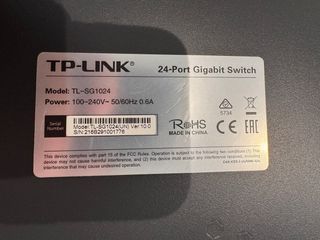 TP-LINK
24-Port Gigabit Switch
Model: TL-SG1024
Power: 100-240V~ 50/60Hz 0.6A
Serial Number
Model: TL-SG1024(UN) Ver:10.0
S/N:216B291001776
RoHS
MADE IN CHINA
5734
CE
EAC
This device complies with part 15 of the FCC Rules. Operation is subject to
the following two conditions: (1) This device may not cause
harmful interference, and (2) this device must accept any interference received,
including interference that may cause undesired operation.